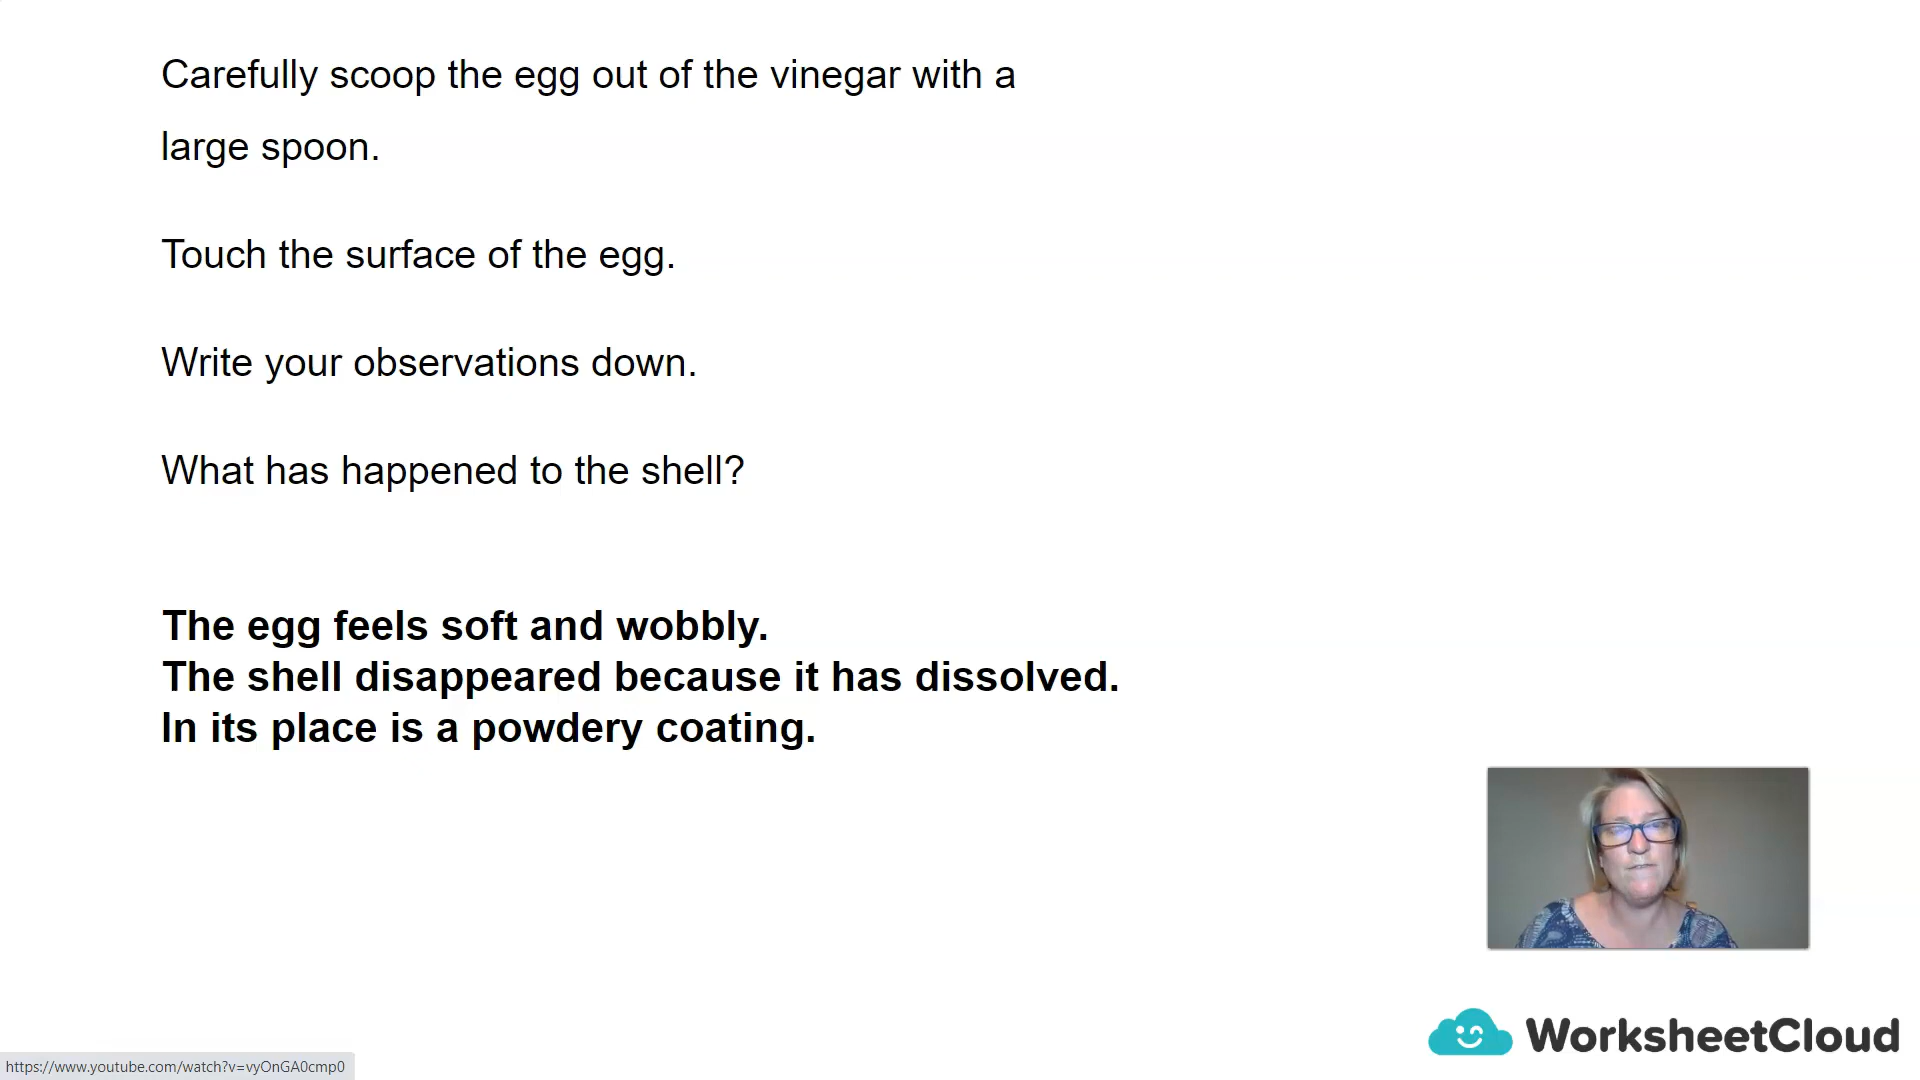 Carefully scoop the egg out of the vinegar with a
large spoon.
Touch the surface of the egg.
Write your observations down.
What has happened to the shell?
The egg feels soft and wobbly.
The shell disappeared because it has dissolved.
In its place is a powdery coating.
WorksheetCloud
https://www.youtube.com/watch?v=vyOnGA0cmp0